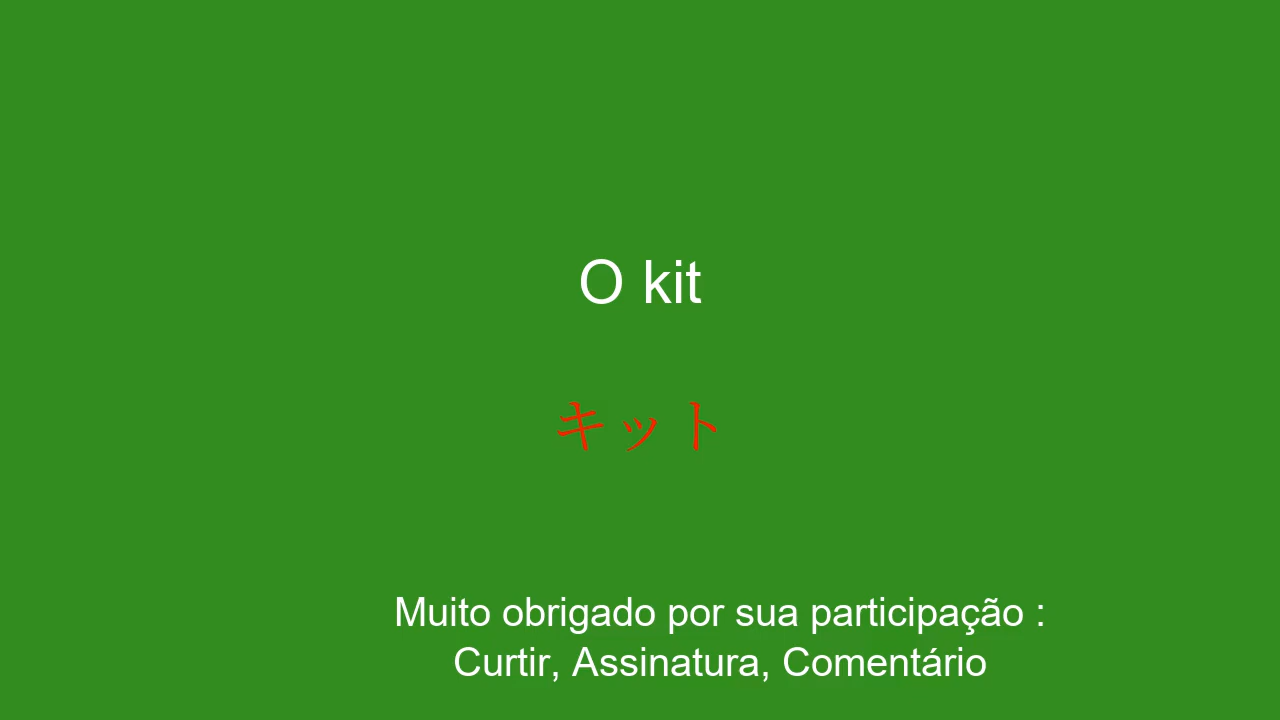 O kit
キット
Muito obrigado por sua participação :
Curtir, Assinatura, Comentário